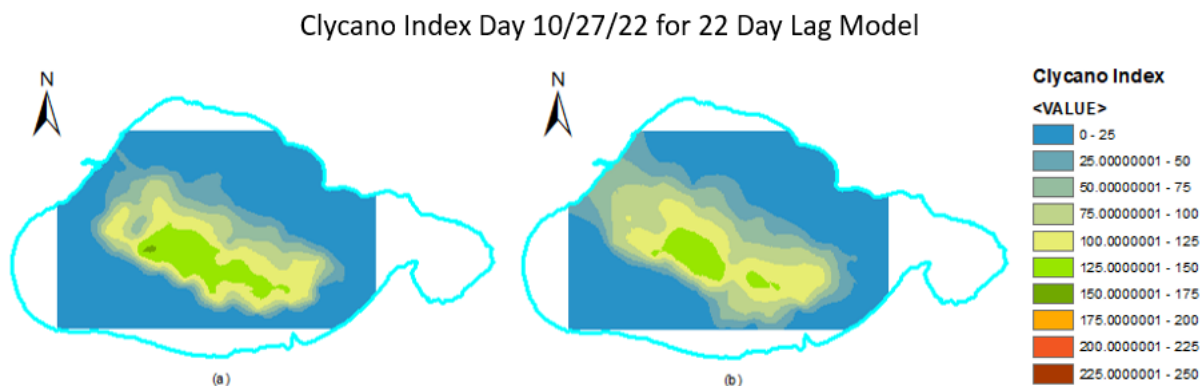 Clycano Index Day 10/27/22 for 22 Day Lag Model
N
N
(a)
(b)
Clycano Index
<VALUE>
0 - 25
25.00000001 - 50
50.00000001 - 75
75.00000001 - 100
100.0000001 - 125
125.0000001 - 150
150.0000001 - 175
175.0000001 - 200
200.0000001 - 225
225.0000001 - 250